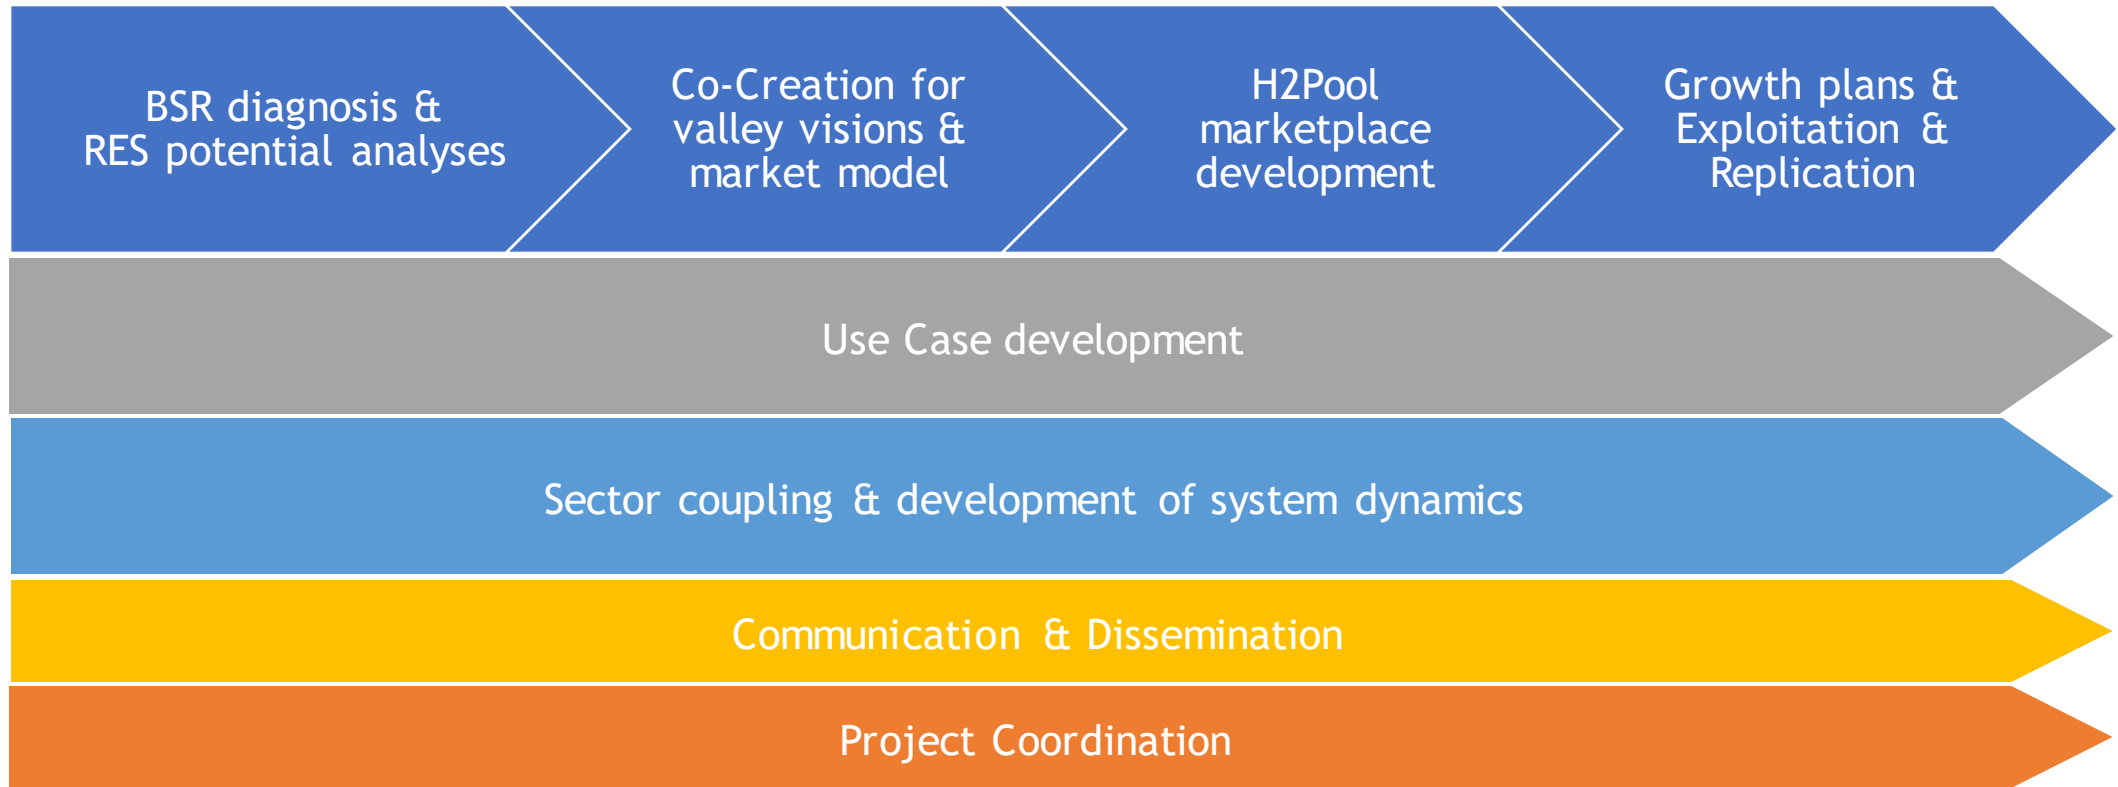 BSR diagnosis &
RES potential analyses
Co-Creation for
valley visions &
market model
H2Pool
marketplace
development
Growth plans &
Exploitation &
Replication
Use Case development
Sector coupling & development of system dynamics
Communication & Dissemination
Project Coordination